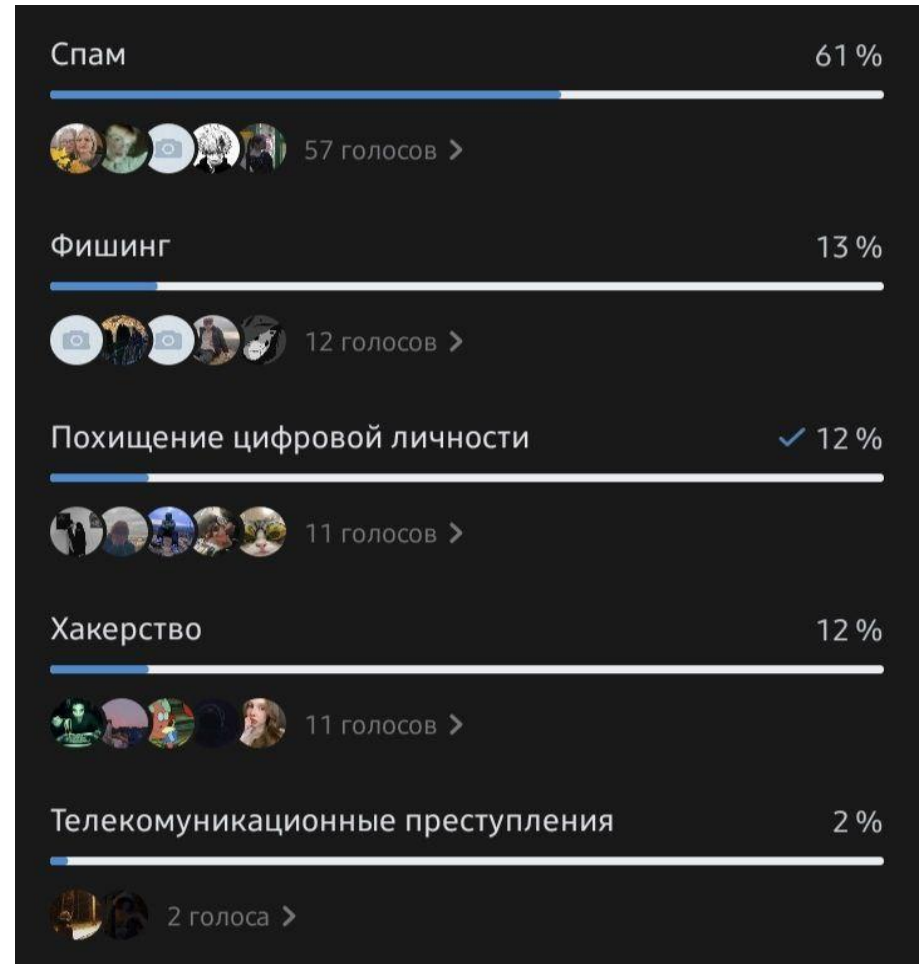 Спам 61 %
57 голосов
Фишинг 13 %
12 голосов
Похищение цифровой личности 12 %
11 голосов
Хакерство 12 %
11 голосов
Телекомуникационные преступления 2 %
2 голоса